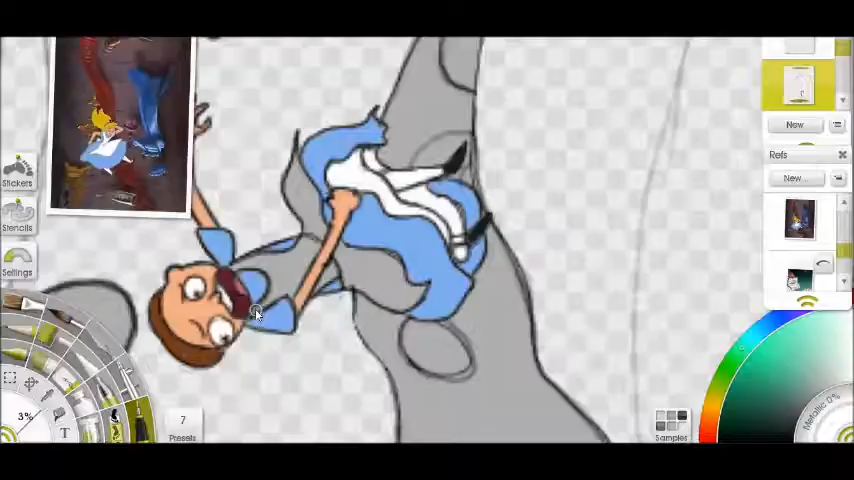 Stickers
Stencils
Settings
3%
T
7
Presets
New
Refs
New...
Samples
Metallic 0%